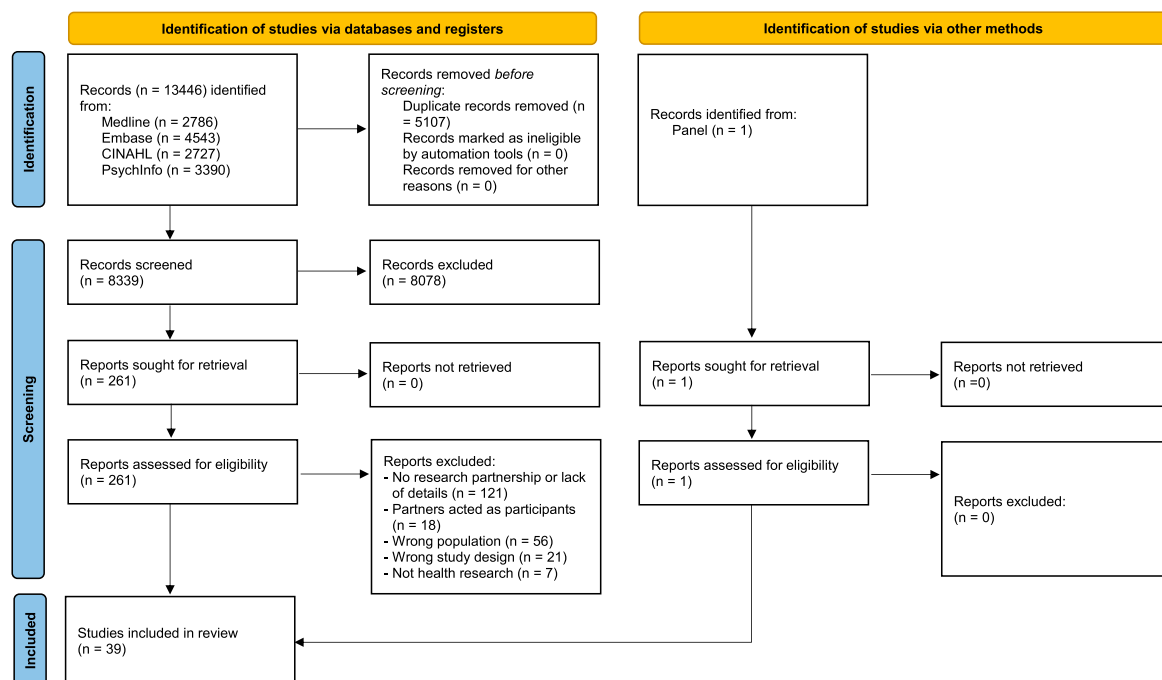 Identification of studies via databases and registers
Identification of studies via other methods
Identification
Records (n = 13446) identified
from:
Medline (n = 2786)
Embase (n = 4543)
CINAHL (n = 2727)
PsychInfo (n = 3390)
Records removed before
screening:
Duplicate records removed (n
= 5107)
Records marked as ineligible
by automation tools (n = 0)
Records removed for other
reasons (n = 0)
Records identified from:
Panel (n = 1)
Screening
Records screened
(n = 8339)
Records excluded
(n = 8078)
Reports sought for retrieval
(n = 261)
Reports not retrieved
(n = 0)
Reports sought for retrieval
(n = 1)
Reports not retrieved
(n =0)
Reports assessed for eligibility
(n = 261)
Reports excluded:
- No research partnership or lack
of details (n = 121)
- Partners acted as participants
(n = 18)
- Wrong population (n = 56)
- Wrong study design (n = 21)
- Not health research (n = 7)
Reports assessed for eligibility
(n = 1)
Reports excluded:
(n = 0)
Included
Studies included in review
(n = 39)